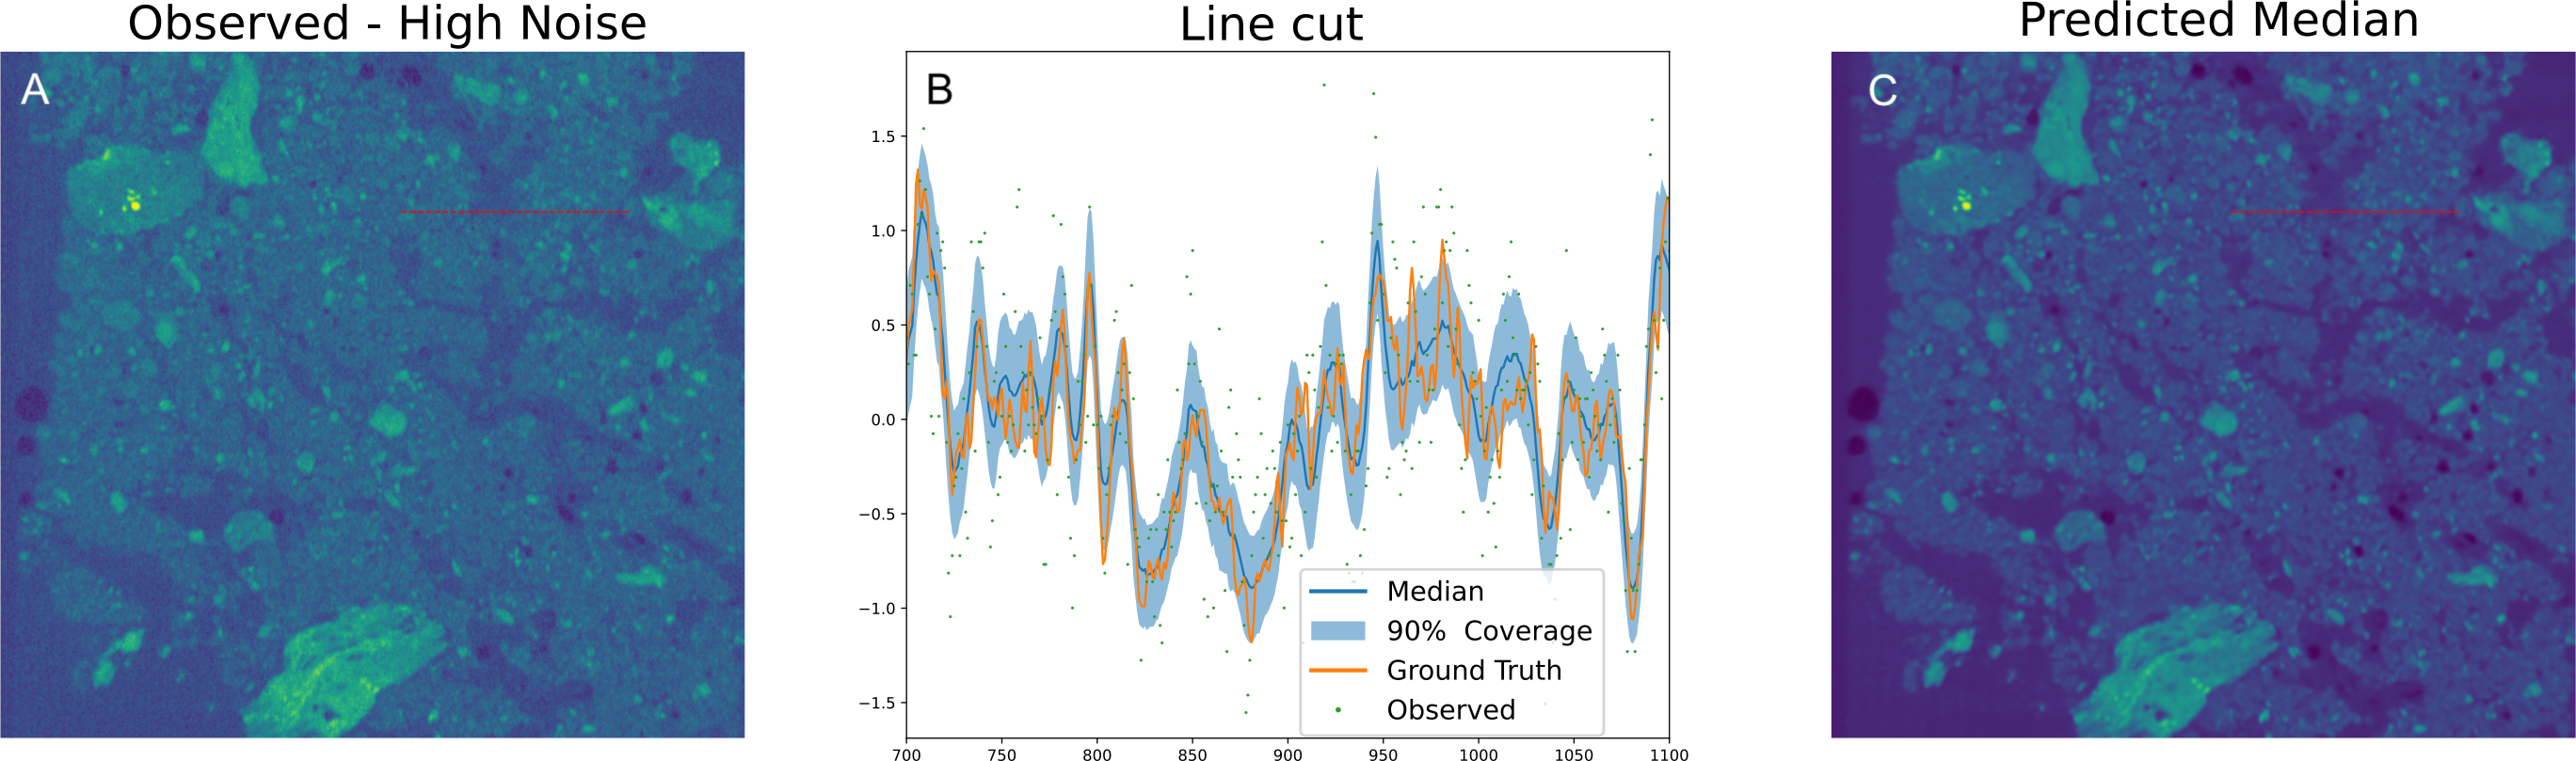 Observed - High Noise
Line cut
Predicted Median
A
B
C
1.5
1.0
0.5
0.0
−0.5
−1.0
−1.5
Median
90% Coverage
Ground Truth
Observed
700 750 800 850 900 950 1000 1050 1100